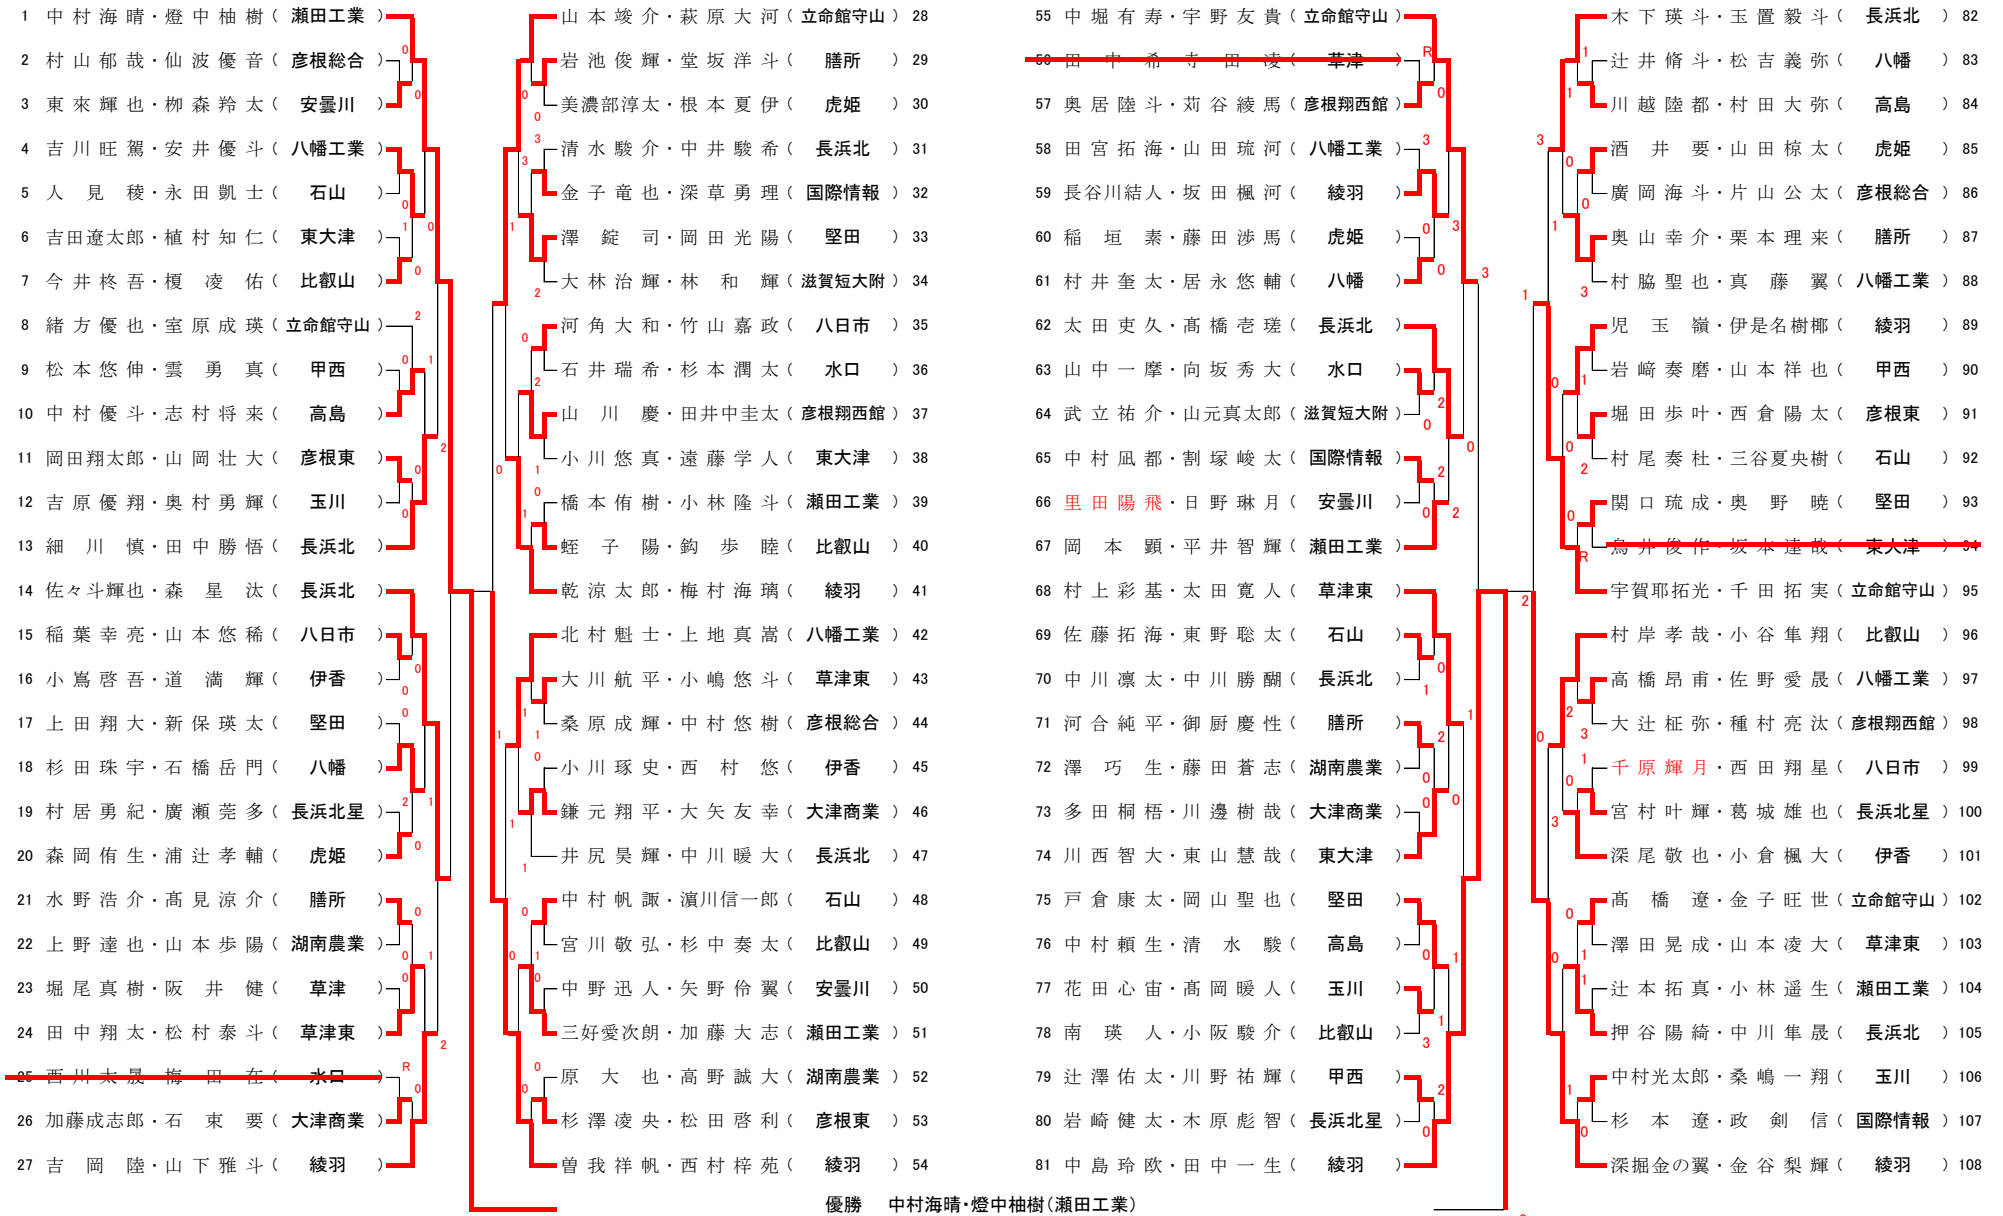 1 中村海晴・燈中柚樹（瀬田工業）
2 村山郁哉・仙波優音（彦根総合）
3 東來輝也・栁森羚太（安曇川）
4 吉川旺駕・安井優斗（八幡工業）
5 人見稜・永田凱士（石山）
6 吉田遼太郎・植村知仁（東大津）
7 今井柊吾・榎凌佑（比叡山）
8 緒方優也・室原成瑛（立命館守山）
9 松本悠伸・雲勇真（甲西）
10 中村優斗・志村将来（高島）
11 岡田翔太郎・山岡壮大（彦根東）
12 吉原優翔・奥村勇輝（玉川）
13 細川慎・田中勝悟（長浜北）
14 佐々斗輝也・森星汰（長浜北）
15 稲葉幸亮・山本悠稀（八日市）
16 小嶌啓吾・道満輝（伊香）
17 上田翔大・新保瑛太（堅田）
18 杉田珠宇・石橋岳門（八幡）
19 村居勇紀・廣瀬莞多（長浜北星）
20 森岡侑生・浦辻孝輔（虎姫）
21 水野浩介・髙見涼介（膳所）
22 上野達也・山本歩陽（湖南農業）
23 堀尾真樹・阪井健（草津）
24 田中翔太・松村泰斗（草津東）
25 西川太晟・梅田在（水口）
26 加藤成志郎・石東要（大津商業）
27 吉岡陸・山下雅斗（綾羽）
山本竣介・萩原大河（立命館守山）28
岩池俊輝・堂坂洋斗（膳所）29
美濃部淳太・根本夏伊（虎姫）30
清水駿介・中井駿希（長浜北）31
金子竜也・深草勇理（国際情報）32
澤錠司・岡田光陽（堅田）33
大林治輝・林和輝（滋賀短大附）34
河角大和・竹山嘉政（八日市）35
石井瑞希・杉本潤太（水口）36
山川慶・田井中圭太（彦根翔西館）37
小川悠真・遠藤学人（東大津）38
橋本侑樹・小林隆斗（瀬田工業）39
蛭子陽・鈎歩睦（比叡山）40
乾涼太郎・梅村海璃（綾羽）41
北村魁士・上地真嵩（八幡工業）42
大川航平・小嶋悠斗（草津東）43
桑原成輝・中村悠樹（彦根総合）44
小川琢史・西村悠（伊香）45
鎌元翔平・大矢友幸（大津商業）46
井尻昊輝・中川暖大（長浜北）47
中村帆諏・濵川信一郎（石山）48
宮川敬弘・杉中奏太（比叡山）49
中野迅人・矢野伶翼（安曇川）50
三好愛次朗・加藤大志（瀬田工業）51
原大也・高野誠大（湖南農業）52
杉澤凌央・松田啓利（彦根東）53
曽我祥帆・西村梓苑（綾羽）54
55 中堀有寿・宇野友貴（立命館守山）
56 田中希寺田凌 草津
57 奥居陸斗・苅谷綾馬（彦根翔西館）
58 田宮拓海・山田琉河（八幡工業）
59 長谷川結人・坂田楓河（綾羽）
60 稲垣素・藤田渉馬（虎姫）
61 村井奎太・居永悠輔（八幡）
62 太田吏久・髙橋壱瑳（長浜北）
63 山中一摩・向坂秀大（水口）
64 武立祐介・山元真太郎（滋賀短大附）
65 中村凪都・割塚峻太（国際情報）
66 里田陽飛・日野琳月（安曇川）
67 岡本顕・平井智輝（瀬田工業）
68 村上彩基・太田寛人（草津東）
69 佐藤拓海・東野聡太（石山）
70 中川凛太・中川勝醐（長浜北）
71 河合純平・御厨慶性（膳所）
72 澤巧生・藤田蒼志（湖南農業）
73 多田桐梧・川邊樹哉（大津商業）
74 川西智大・東山慧哉（東大津）
75 戸倉康太・岡山聖也（堅田）
76 中村頼生・清水駿（高島）
77 花田心宙・髙岡暖人（玉川）
78 南瑛人・小阪駿介（比叡山）
79 辻澤佑太・川野祐輝（甲西）
80 岩崎健太・木原彪智（長浜北星）
81 中島玲欧・田中一生（綾羽）
木下瑛斗・玉置毅斗（長浜北）82
辻井脩斗・松吉義弥（八幡）83
川越陸都・村田大弥（高島）84
酒井要・山田椋太（虎姫）85
廣岡海斗・片山公太（彦根総合）86
奥山幸介・栗本理来（膳所）87
村脇聖也・真藤翼（八幡工業）88
児玉嶺・伊是名樹椰（綾羽）89
岩﨑奏磨・山本祥也（甲西）90
堀田歩叶・西倉陽太（彦根東）91
村尾奏杜・三谷夏央樹（石山）92
関口琉成・奥野暁（堅田）93
鳥井俊作・坂本達哉（東大津）94
宇賀耶拓光・千田拓実（立命館守山）95
村岸孝哉・小谷隼翔（比叡山）96
高橋昂甫・佐野愛晟（八幡工業）97
大辻柾弥・種村亮汰（彦根翔西館）98
千原輝月・西田翔星（八日市）99
宮村叶輝・葛城雄也（長浜北星）100
深尾敬也・小倉楓大（伊香）101
髙橋遼・金子旺世（立命館守山）102
澤田晃成・山本凌大（草津東）103
辻本拓真・小林遥生（瀬田工業）104
押谷陽綺・中川隼晟（長浜北）105
中村光太郎・桑嶋一翔（玉川）106
杉本遼・政剣信（国際情報）107
深掘金の翼・金谷梨輝（綾羽）108
優勝 中村海晴・燈中柚樹（瀬田工業）